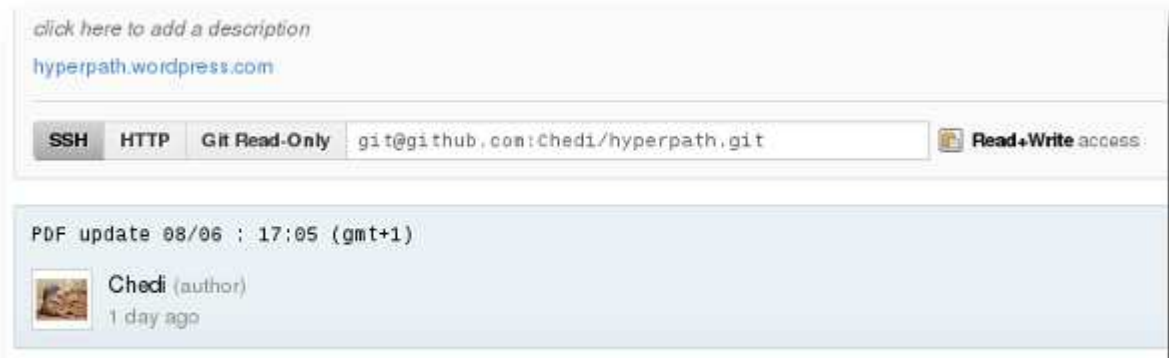 click here to add a description
hyperpath.wordpress.com
SSH HTTP Git Read-Only git@github.com:Chedi/hyperpath.git Read+Write access
PDF update 08/06 : 17:05 (gmt+1)
Chedi (author)
1 day ago